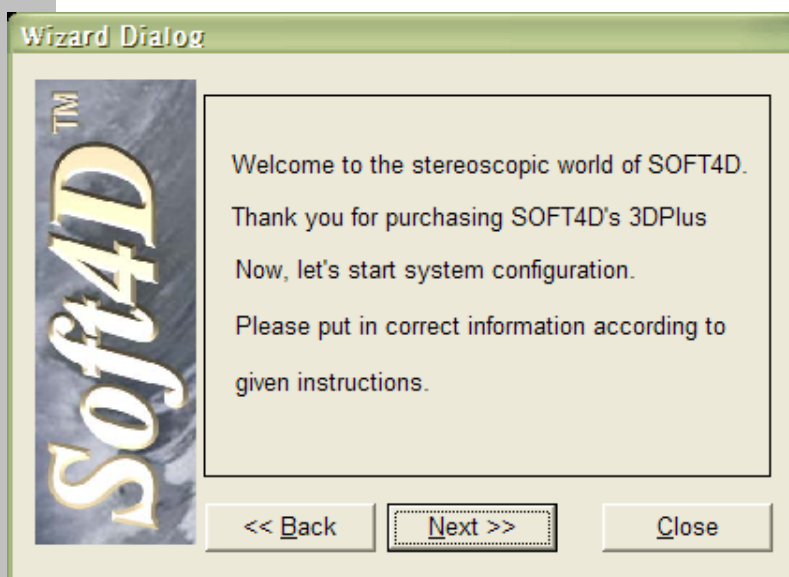 Wizard Dialog
Soft4D™
Welcome to the stereoscopic world of SOFT4D.
Thank you for purchasing SOFT4D's 3DPlus
Now, let's start system configuration.
Please put in correct information according to
given instructions.
<< Back
Next >>
Close